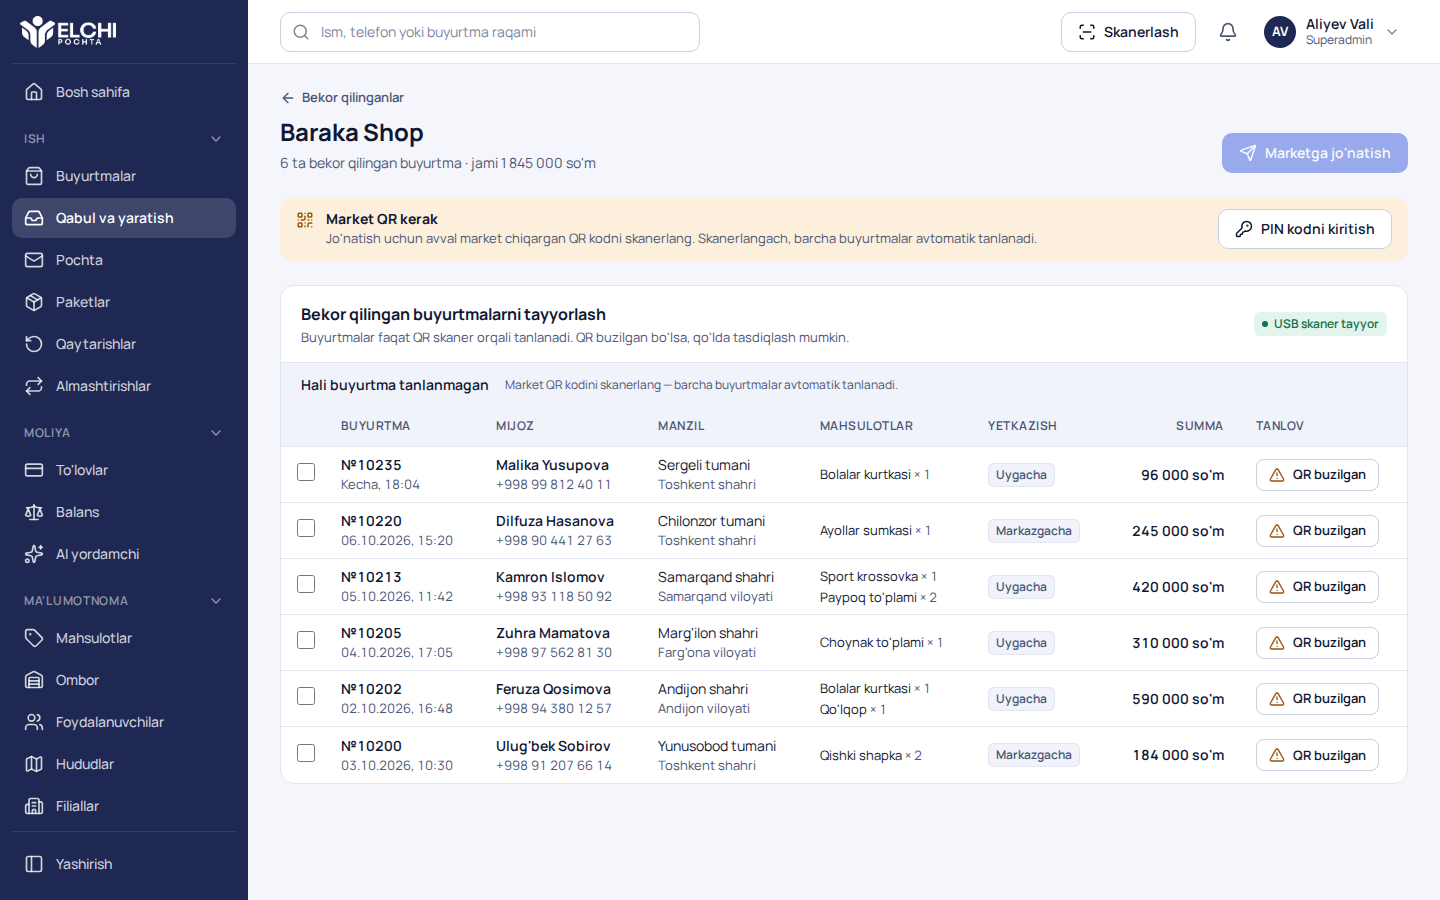 ELCHI
POCHTA
Bosh sahifa
ISH
Buyurtmalar
Qabul va yaratish
Pochta
Paketlar
Qaytarishlar
Almashtirishlar
MOLIYA
To'lovlar
Balans
AI yordamchi
MA'LUMOTNOMA
Mahsulotlar
Ombor
Foydalanuvchilar
Hududlar
Filiallar
Yashirish
Ism, telefon yoki buyurtma raqami
Skanerlash
AV
Aliyev Vali
Superadmin
Bekor qilinganlar
Baraka Shop
6 ta bekor qilingan buyurtma · jami 1 845 000 so'm
Marketga jo'natish
Market QR kerak
Jo'natish uchun avval market chiqargan QR kodni skanerlang. Skanerlangach, barcha buyurtmalar avtomatik tanlanadi.
PIN kodni kiritish
Bekor qilingan buyurtmalarni tayyorlash
Buyurtmalar faqat QR skaner orqali tanlanadi. QR buzilgan bo'lsa, qo'lda tasdiqlash mumkin.
USB skaner tayyor
Hali buyurtma tanlanmagan Market QR kodini skanerlang — barcha buyurtmalar avtomatik tanlanadi.
BUYURTMA MIJOZ MANZIL MAHSULOTLAR YETKAZISH SUMMA TANLOV
№10235 Malika Yusupova Sergeli tumani Bolalar kurtkasi × 1 Uygacha 96 000 so'm QR buzilgan
Kecha, 18:04 +998 99 812 40 11 Toshkent shahri
№10220 Dilfuza Hasanova Chilonzor tumani Ayollar sumkasi × 1 Markazgacha 245 000 so'm QR buzilgan
06.10.2026, 15:20 +998 90 441 27 63 Toshkent shahri
№10213 Kamron Islomov Samarqand shahri Sport krossovka × 1 Uygacha 420 000 so'm QR buzilgan
05.10.2026, 11:42 +998 93 118 50 92 Samarqand viloyati Paypoq to'plami × 2
№10205 Zuhra Mamatova Marg'ilon shahri Choynak to'plami × 1 Uygacha 310 000 so'm QR buzilgan
04.10.2026, 17:05 +998 97 562 81 30 Farg'ona viloyati
№10202 Feruza Qosimova Andijon shahri Bolalar kurtkasi × 1 Uygacha 590 000 so'm QR buzilgan
02.10.2026, 16:48 +998 94 380 12 57 Andijon viloyati Qo'lqop × 1
№10200 Ulug'bek Sobirov Yunusobod tumani Qishki shapka × 2 Markazgacha 184 000 so'm QR buzilgan
03.10.2026, 10:30 +998 91 207 66 14 Toshkent shahri